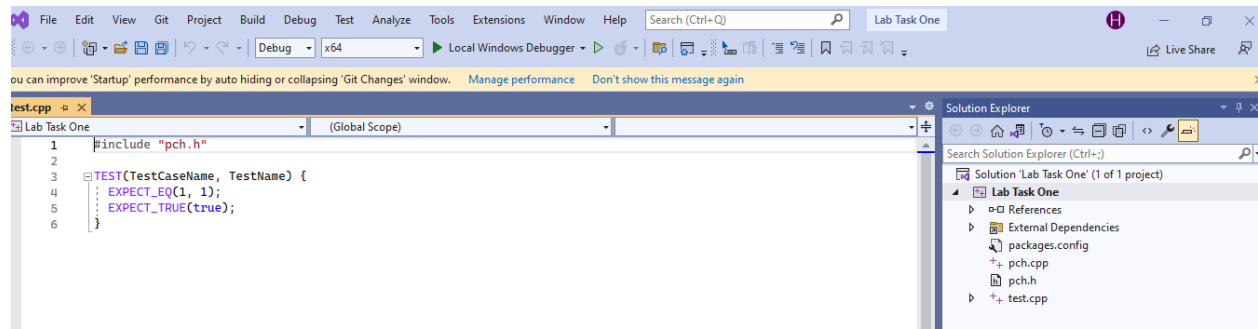 File Edit View Git Project Build Debug Test Analyze Tools Extensions Window Help Search (Ctrl+Q) Lab Task One H
Debug x64 Local Windows Debugger Live Share
ou can improve 'Startup' performance by auto hiding or collapsing 'Git Changes' window. Manage performance Don't show this message again
test.cpp
Lab Task One (Global Scope)
1 #include "pch.h"
2
3 TEST(TestCaseName, TestName) {
4 EXPECT_EQ(1, 1);
5 EXPECT_TRUE(true);
6 }
Solution Explorer
Search Solution Explorer (Ctrl+;)
Solution 'Lab Task One' (1 of 1 project)
Lab Task One
References
External Dependencies
packages.config
pch.cpp
pch.h
test.cpp